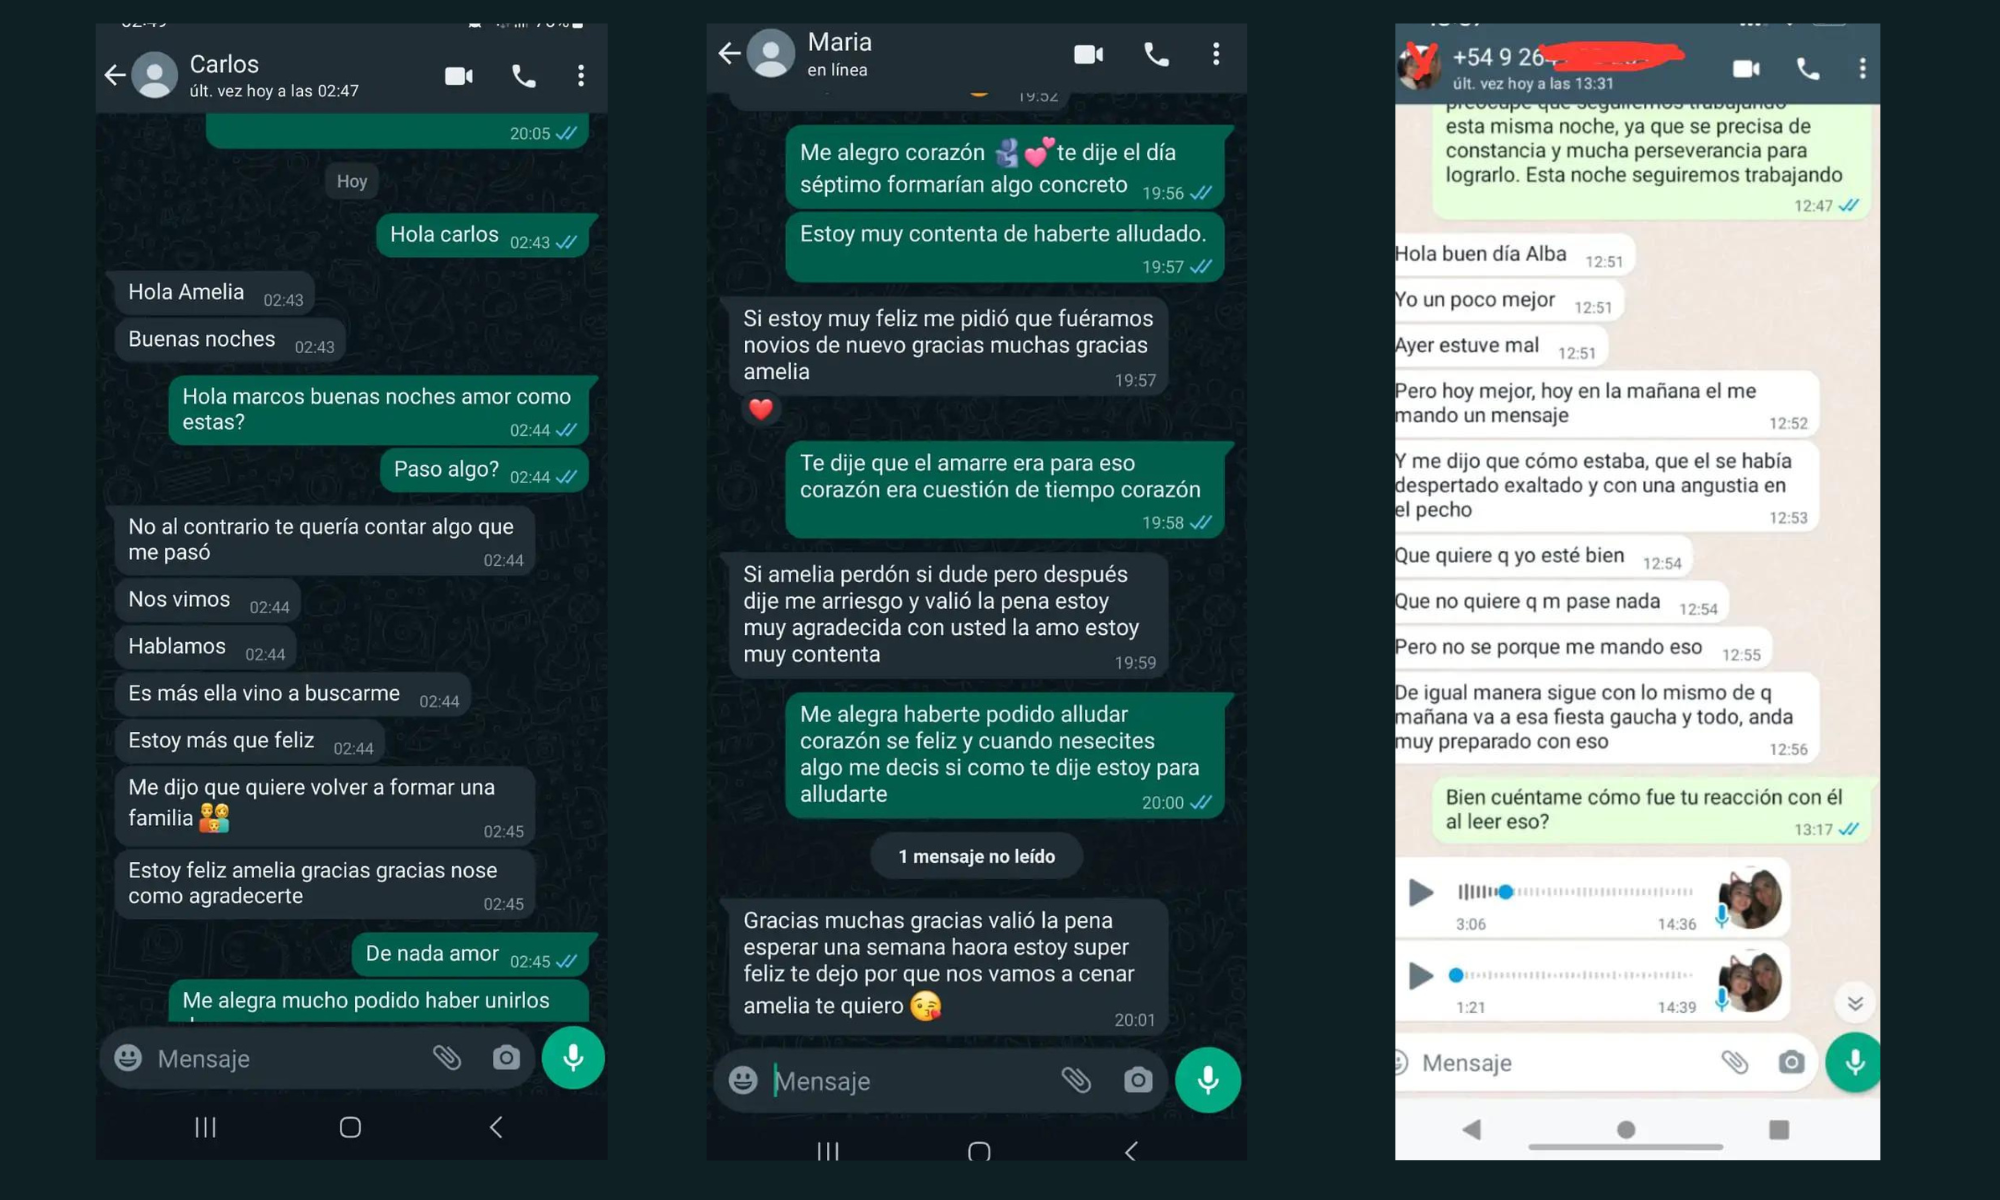 Carlos
últ. vez hoy a las 02:47
20:05
Hoy
Hola carlos 02:43
Hola Amelia 02:43
Buenas noches 02:43
Hola marcos buenas noches amor como
estas?
02:44
Paso algo? 02:44
No al contrario te quería contar algo que
me pasó
02:44
Nos vimos 02:44
Hablamos 02:44
Es más ella vino a buscarme 02:44
Estoy más que feliz 02:44
Me dijo que quiere volver a formar una
familia
02:45
Estoy feliz amelia gracias gracias nose
como agradecerte
02:45
De nada amor 02:45
Me alegra mucho podido haber unirlos
Mensaje
Maria
en línea
19:52
Me alegro corazón te dije el día
séptimo formarían algo concreto 19:56
Estoy muy contenta de haberte alludado.
19:57
Si estoy muy feliz me pidió que fuéramos
novios de nuevo gracias muchas gracias
amelia
19:57
Te dije que el amarre era para eso
corazón era cuestión de tiempo corazón
19:58
Si amelia perdón si dude pero después
dije me arriesgo y valió la pena estoy
muy agradecida con usted la amo estoy
muy contenta
19:59
Me alegra haberte podido alludar
corazón se feliz y cuando nesecites
algo me decis si como te dije estoy para
alludarte
20:00
1 mensaje no leído
Gracias muchas gracias valió la pena
esperar una semana haora estoy super
feliz te dejo por que nos vamos a cenar
amelia te quiero
20:01
Mensaje
+54 9 26
últ. vez hoy a las 13:31
preocupe que seguiremos trabajando
esta misma noche, ya que se precisa de
constancia y mucha perseverancia para
lograrlo. Esta noche seguiremos trabajando
12:47
Hola buen día Alba 12:51
Yo un poco mejor 12:51
Ayer estuve mal 12:51
Pero hoy mejor, hoy en la mañana el me
mando un mensaje
12:52
Y me dijo que cómo estaba, que el se había
despertado exaltado y con una angustia en
el pecho
12:53
Que quiere q yo esté bien 12:54
Que no quiere q m pase nada 12:54
Pero no se porque me mando eso 12:55
De igual manera sigue con lo mismo de q
mañana va a esa fiesta gaucha y todo, anda
muy preparado con eso
12:56
Bien cuéntame cómo fue tu reacción con él
al leer eso?
13:17
3:06 14:36
1:21 14:39
Mensaje